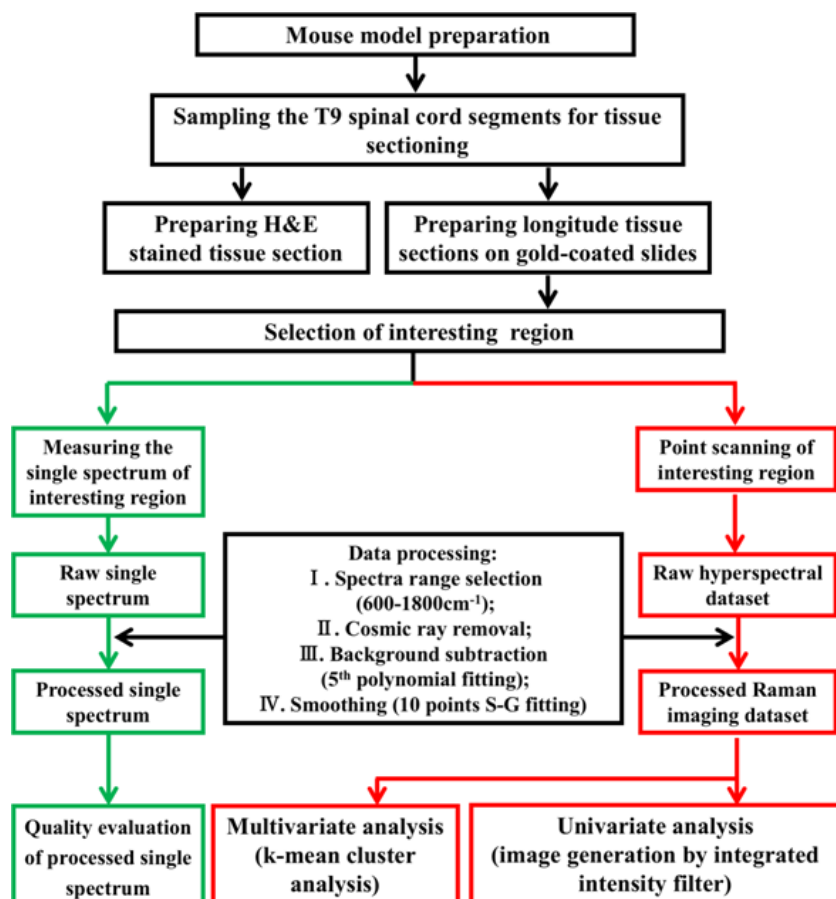 Mouse model preparation
Sampling the T9 spinal cord segments for tissue
sectioning
Preparing H&E
stained tissue section
Preparing longitude tissue
sections on gold-coated slides
Selection of interesting region
Measuring the
single spectrum of
interesting region
Point scanning of
interesting region
Raw single
spectrum
Data processing:
Ⅰ. Spectra range selection
(600-1800cm⁻¹);
Ⅱ. Cosmic ray removal;
Ⅲ. Background subtraction
(5ᵗʰ polynomial fitting);
Ⅳ. Smoothing (10 points S-G fitting)
Raw hyperspectral
dataset
Processed single
spectrum
Processed Raman
imaging dataset
Quality evaluation
of processed single
spectrum
Multivariate analysis
(k-mean cluster
analysis)
Univariate analysis
(image generation by integrated
intensity filter)